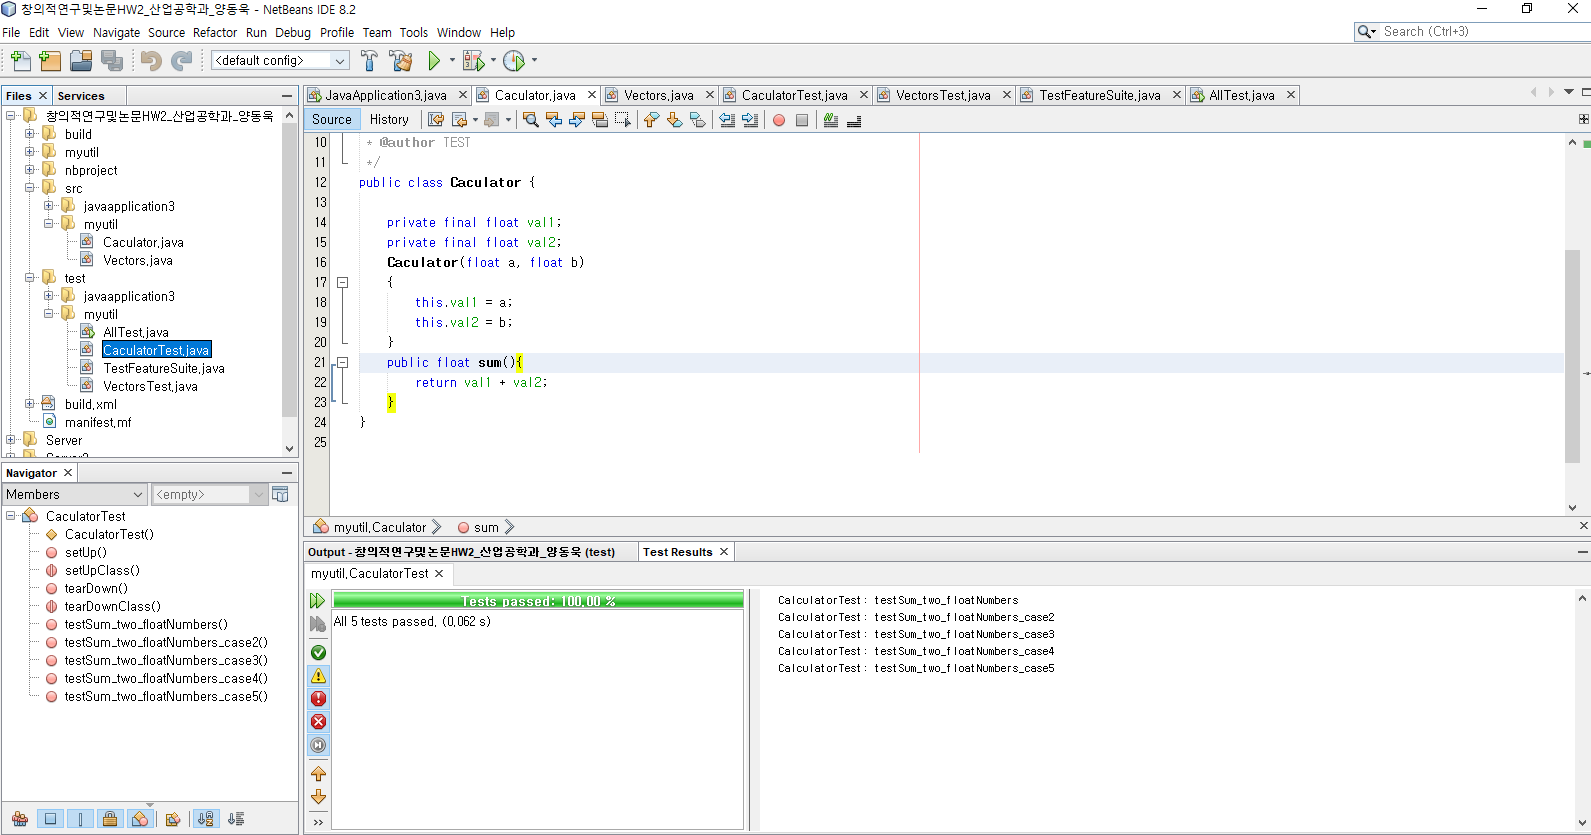 창의적연구및논문HW2_산업공학과_양동욱 - NetBeans IDE 8.2
File Edit View Navigate Source Refactor Run Debug Profile Team Tools Window Help
Search (Ctrl+3)
<default config>
Files Services
창의적연구및논문HW2_산업공학과_양동욱
build
myutil
nbproject
src
javaapplication3
myutil
Caculator.java
Vectors.java
test
javaapplication3
myutil
AllTest.java
CaculatorTest.java
TestFeatureSuite.java
VectorsTest.java
build.xml
manifest.mf
Server
Navigator
Members <empty>
CaculatorTest
CaculatorTest()
setUp()
setUpClass()
tearDown()
tearDownClass()
testSum_two_floatNumbers()
testSum_two_floatNumbers_case2()
testSum_two_floatNumbers_case3()
testSum_two_floatNumbers_case4()
testSum_two_floatNumbers_case5()
JavaApplication3.java Caculator.java Vectors.java CaculatorTest.java VectorsTest.java TestFeatureSuite.java AllTest.java
Source History
10 * @author TEST
11 */
12 public class Caculator {
13
14 private final float val1;
15 private final float val2;
16 Caculator(float a, float b)
17 {
18 this.val1 = a;
19 this.val2 = b;
20 }
21 public float sum(){
22 return val1 + val2;
23 }
24 }
25
myutil.Caculator sum
Output - 창의적연구및논문HW2_산업공학과_양동욱 (test) Test Results
myutil.CaculatorTest
Tests passed: 100.00 %
All 5 tests passed. (0.062 s)
CalculatorTest: testSum_two_floatNumbers
CalculatorTest: testSum_two_floatNumbers_case2
CalculatorTest: testSum_two_floatNumbers_case3
CalculatorTest: testSum_two_floatNumbers_case4
CalculatorTest: testSum_two_floatNumbers_case5